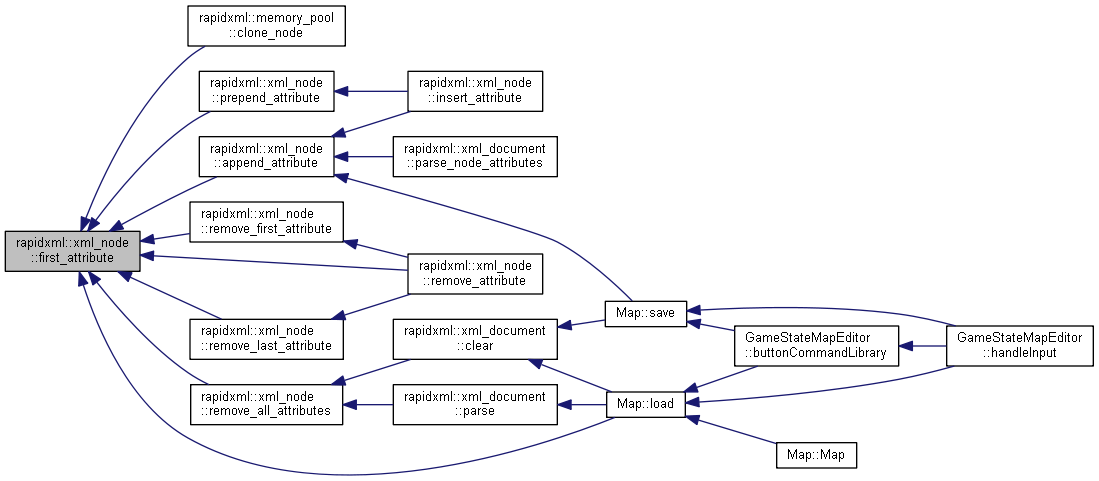 rapidxml::memory_pool
::clone_node
rapidxml::xml_node
::prepend_attribute
rapidxml::xml_node
::insert_attribute
rapidxml::xml_node
::append_attribute
rapidxml::xml_document
::parse_node_attributes
rapidxml::xml_node
::first_attribute
rapidxml::xml_node
::remove_first_attribute
rapidxml::xml_node
::remove_attribute
rapidxml::xml_node
::remove_last_attribute
rapidxml::xml_document
::clear
Map::save
GameStateMapEditor
::buttonCommandLibrary
GameStateMapEditor
::handleInput
rapidxml::xml_node
::remove_all_attributes
rapidxml::xml_document
::parse
Map::load
Map::Map